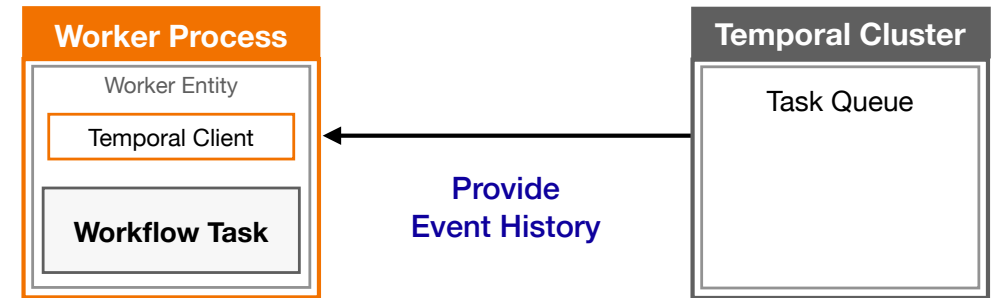 Worker Process
Worker Entity
Temporal Client
Workflow Task
Provide
Event History
Temporal Cluster
Task Queue